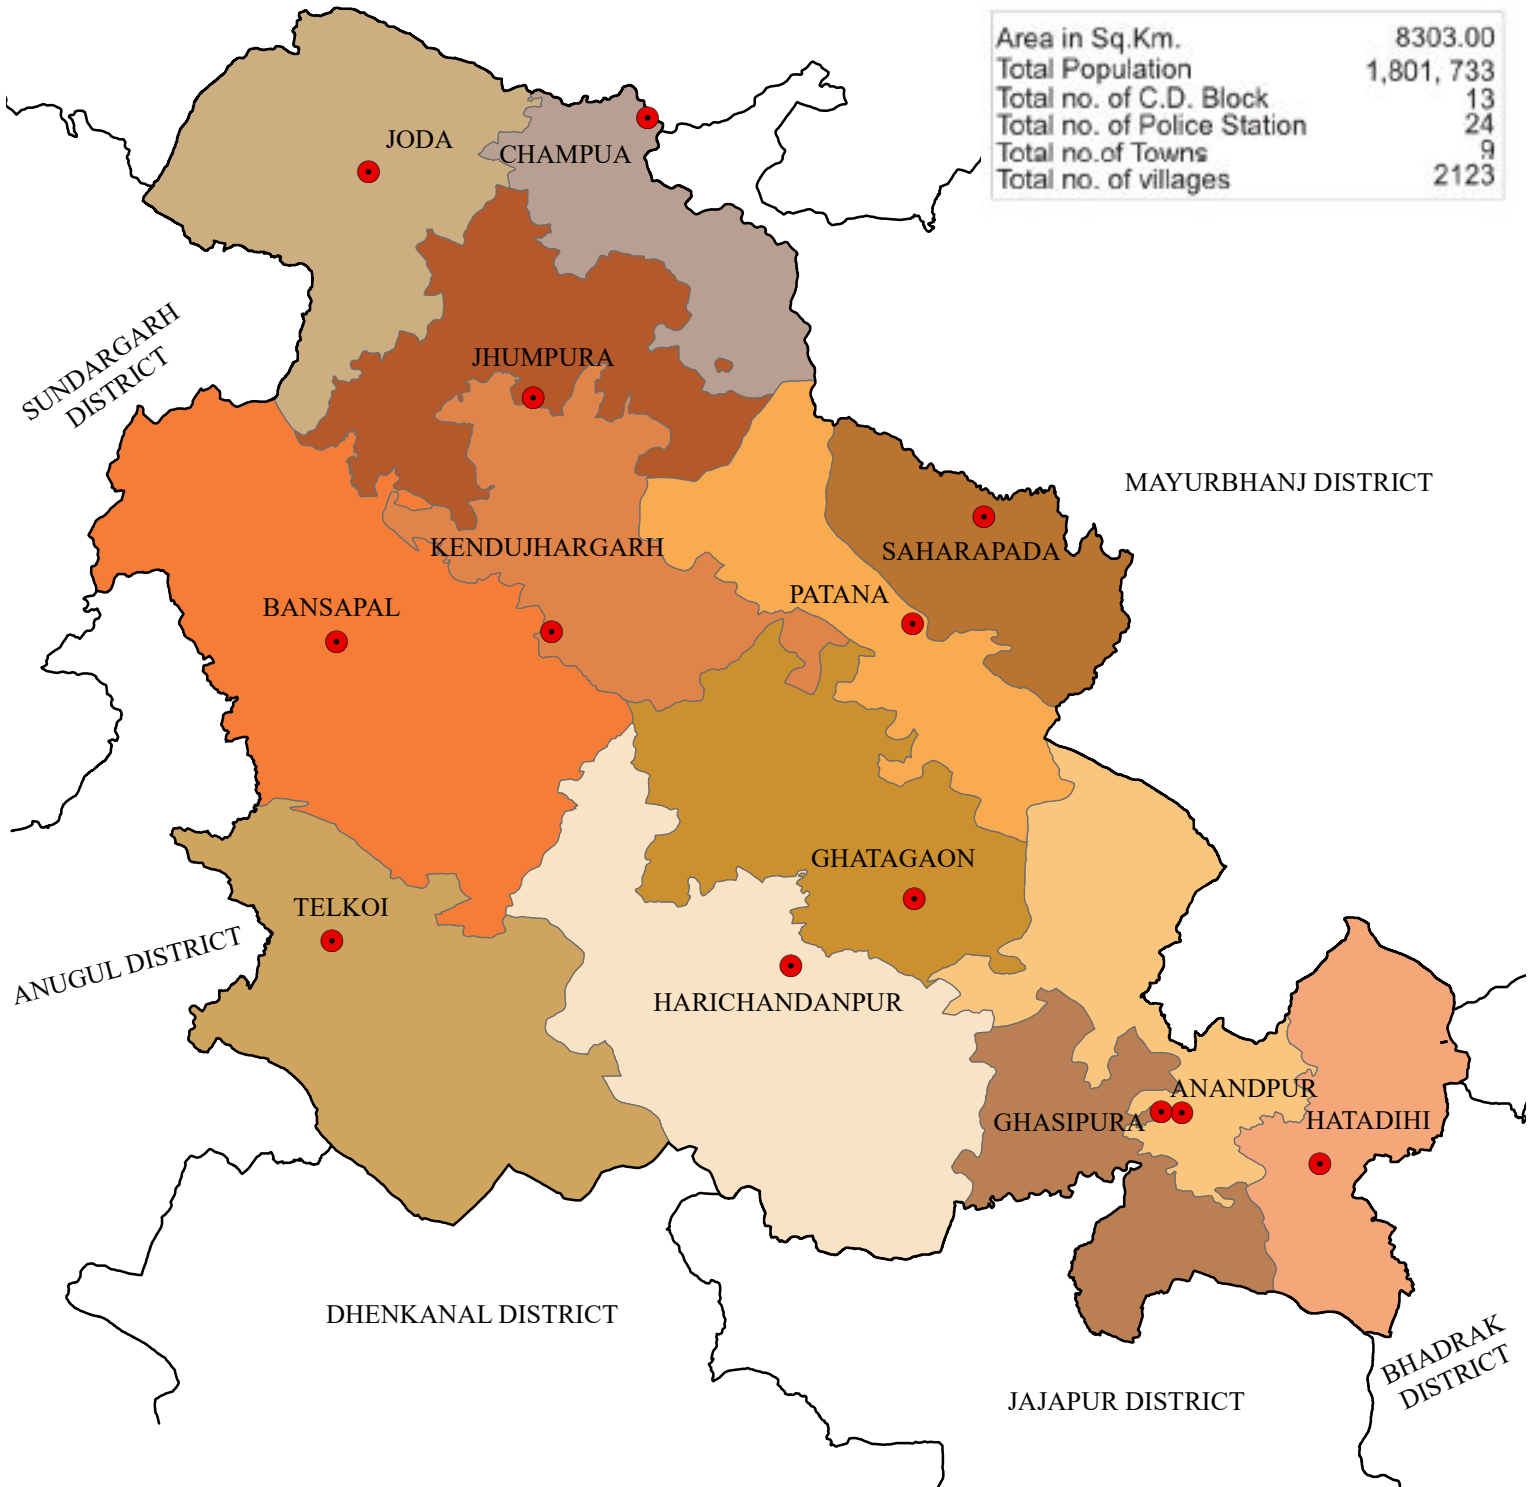 Area in Sq.Km. 8303.00
Total Population 1,801, 733
Total no. of C.D. Block 13
Total no. of Police Station 24
Total no.of Towns 9
Total no. of villages 2123
JODA
CHAMPUA
SUNDARGARH
DISTRICT
JHUMPURA
MAYURBHANJ DISTRICT
KENDUJHARGARH
SAHARAPADA
BANSAPAL
PATANA
GHATAGAON
TELKOI
ANUGUL DISTRICT
HARICHANDANPUR
ANANDPUR
GHASIPURA
HATADIHI
DHENKANAL DISTRICT
BHADRAK
DISTRICT
JAJAPUR DISTRICT